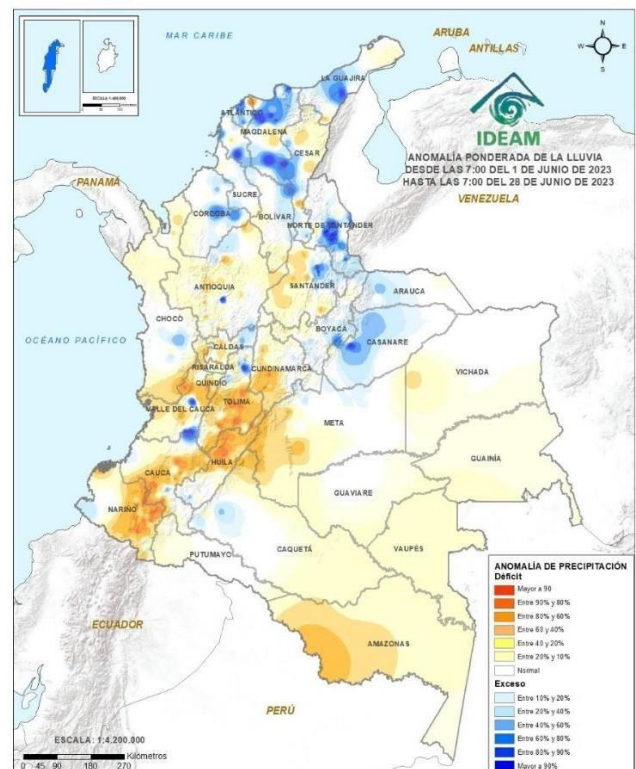 MAR CARIBE
ARUBA
ANTILLAS
N
W
E
S
ESCALA 1:400.000
LA GUAJIRA
ATLÁNTICO
MAGDALENA
CESAR
IDEAM
ANOMALÍA PONDERADA DE LA LLUVIA
DESDE LAS 7:00 DEL 1 DE JUNIO DE 2023
HASTA LAS 7:00 DEL 28 DE JUNIO DE 2023
PANAMÁ
VENEZUELA
SUCRE
CÓRDOBA
BOLÍVAR
NORTE DE SANTANDER
ANTIOQUIA
SANTANDER
ARAUCA
CHOCÓ
BOYACÁ
OCÉANO PACÍFICO
CALDAS
CASANARE
RISARALDA
CUNDINAMARCA
VICHADA
QUINDÍO
VALLE DEL CAUCA
TOLIMA
META
GUAINÍA
CAUCA
HUILA
GUAVIARE
NARIÑO
PUTUMAYO
CAQUETÁ
VAUPÉS
ECUADOR
AMAZONAS
PERÚ
ESCALA: 1:4.200.000
Kilómetros
0 45 90 180 270
ANOMALÍA DE PRECIPITACIÓN
Déficit
Mayor a 90
Entre 90% y 80%
Entre 80% y 60%
Entre 60 y 40%
Entre 40 y 20%
Entre 20% y 10%
Normal
Exceso
Entre 10% y 20%
Entre 20% y 40%
Entre 40% y 60%
Entre 60% y 80%
Entre 80% y 90%
Mayor a 90%